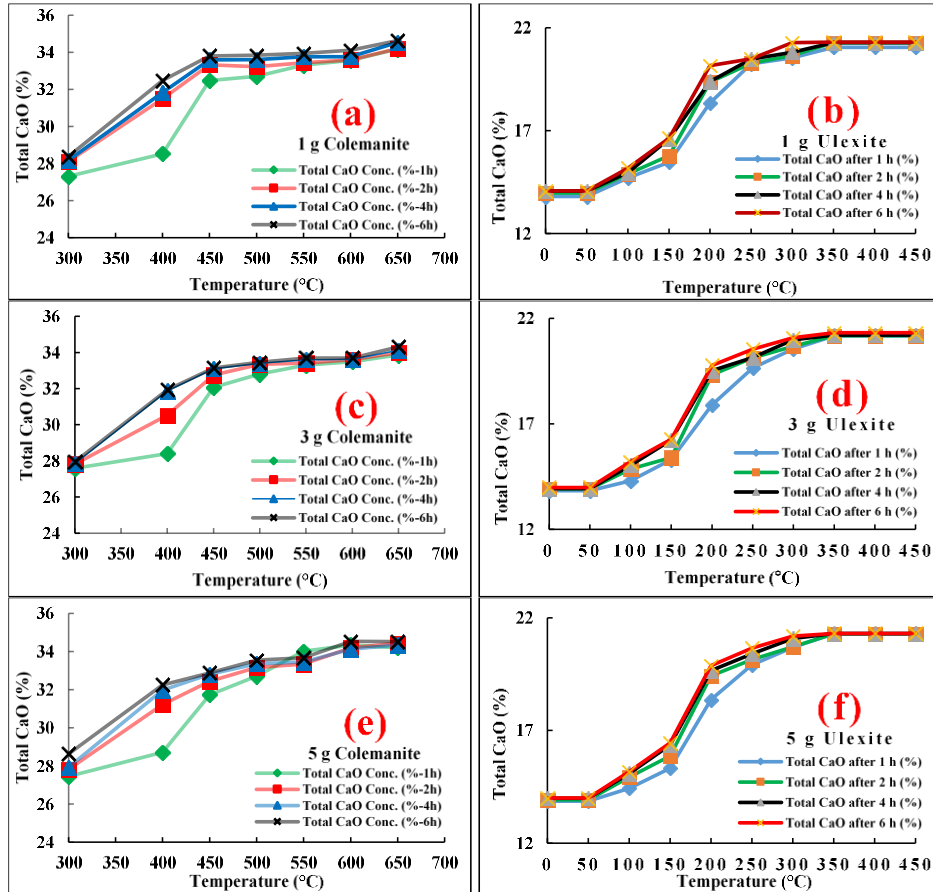 36
34
32
30
28
26
24
300 350 400 450 500 550 600 650 700
Total CaO (%)
Temperature (°C)
(a)
1 g Colemanite
Total CaO Conc. (%-1h)
Total CaO Conc. (%-2h)
Total CaO Conc. (%-4h)
Total CaO Conc. (%-6h)
22
17
12
0 50 100 150 200 250 300 350 400 450
Total CaO (%)
Temperature (°C)
(b)
1 g Ulexite
Total CaO after 1 h (%)
Total CaO after 2 h (%)
Total CaO after 4 h (%)
Total CaO after 6 h (%)
36
34
32
30
28
26
24
300 350 400 450 500 550 600 650 700
Total CaO (%)
Temperature (°C)
(c)
3 g Colemanite
Total CaO Conc. (%-1h)
Total CaO Conc. (%-2h)
Total CaO Conc. (%-4h)
Total CaO Conc. (%-6h)
22
17
12
0 50 100 150 200 250 300 350 400 450
Total CaO (%)
Temperature (°C)
(d)
3 g Ulexite
Total CaO after 1 h (%)
Total CaO after 2 h (%)
Total CaO after 4 h (%)
Total CaO after 6 h (%)
36
34
32
30
28
26
24
300 350 400 450 500 550 600 650 700
Total CaO (%)
Temperature (°C)
(e)
5 g Colemanite
Total CaO Conc. (%-1h)
Total CaO Conc. (%-2h)
Total CaO Conc. (%-4h)
Total CaO Conc. (%-6h)
22
17
12
0 50 100 150 200 250 300 350 400 450
Total CaO (%)
Temperature (°C)
(f)
5 g Ulexite
Total CaO after 1 h (%)
Total CaO after 2 h (%)
Total CaO after 4 h (%)
Total CaO after 6 h (%)